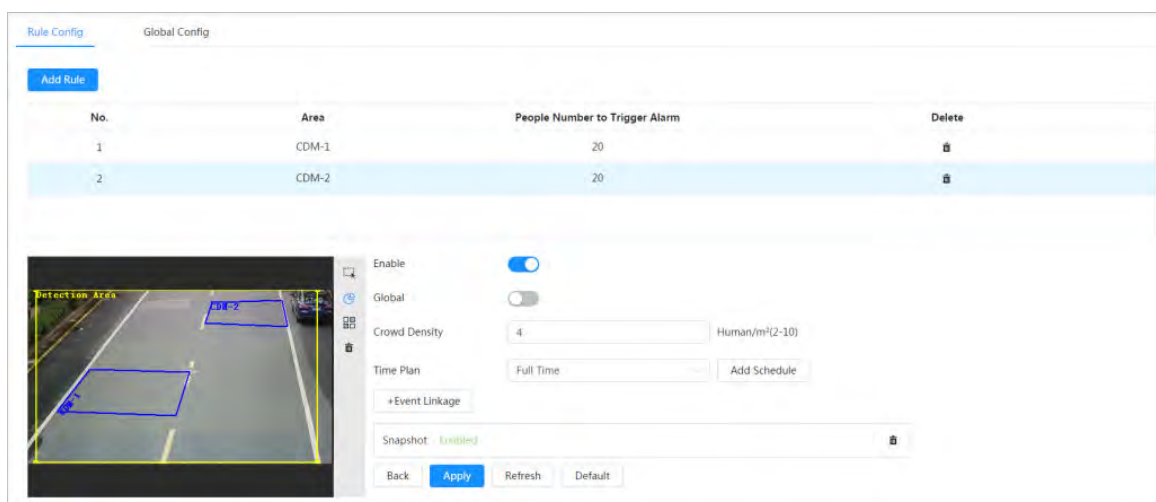 Rule Config Global Config
Add Rule
No. Area People Number to Trigger Alarm Delete
1 CDM-1 20
2 CDM-2 20
Detection Area
CDM-2
CDM-1
Enable
Global
Crowd Density 4 Human/m²(2-10)
Time Plan Full Time Add Schedule
+Event Linkage
Snapshot Enabled
Back Apply Refresh Default